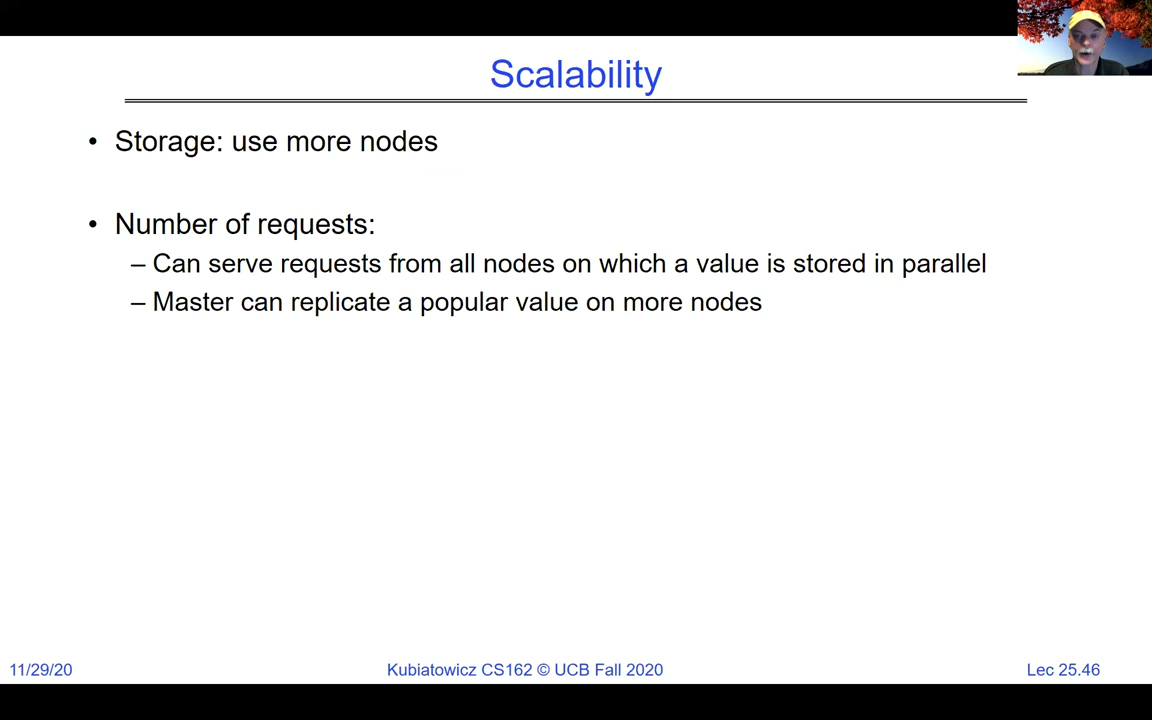 Scalability
• Storage: use more nodes
• Number of requests:
– Can serve requests from all nodes on which a value is stored in parallel
– Master can replicate a popular value on more nodes
11/29/20
Kubiatowicz CS162 © UCB Fall 2020
Lec 25.46